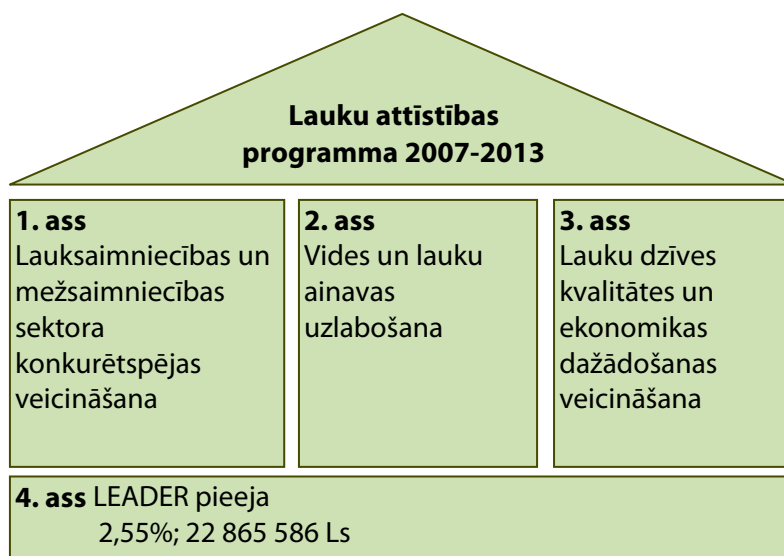 Lauku attīstības
programma 2007-2013
1. ass
Lauksaimniecības un
mežsaimniecības
sektora
konkurētspējas
veicināšana
2. ass
Vides un lauku
ainavas
uzlabošana
3. ass
Lauku dzīves
kvalitātes un
ekonomikas
dažādošanas
veicināšana
4. ass LEADER pieeja
2,55%; 22 865 586 Ls